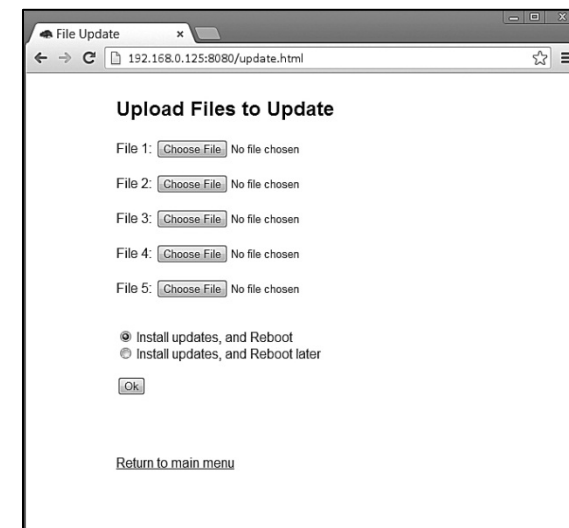 File Update
192.168.0.125:8080/update.html
Upload Files to Update
File 1: Choose File No file chosen
File 2: Choose File No file chosen
File 3: Choose File No file chosen
File 4: Choose File No file chosen
File 5: Choose File No file chosen
Install updates, and Reboot
Install updates, and Reboot later
Ok
Return to main menu